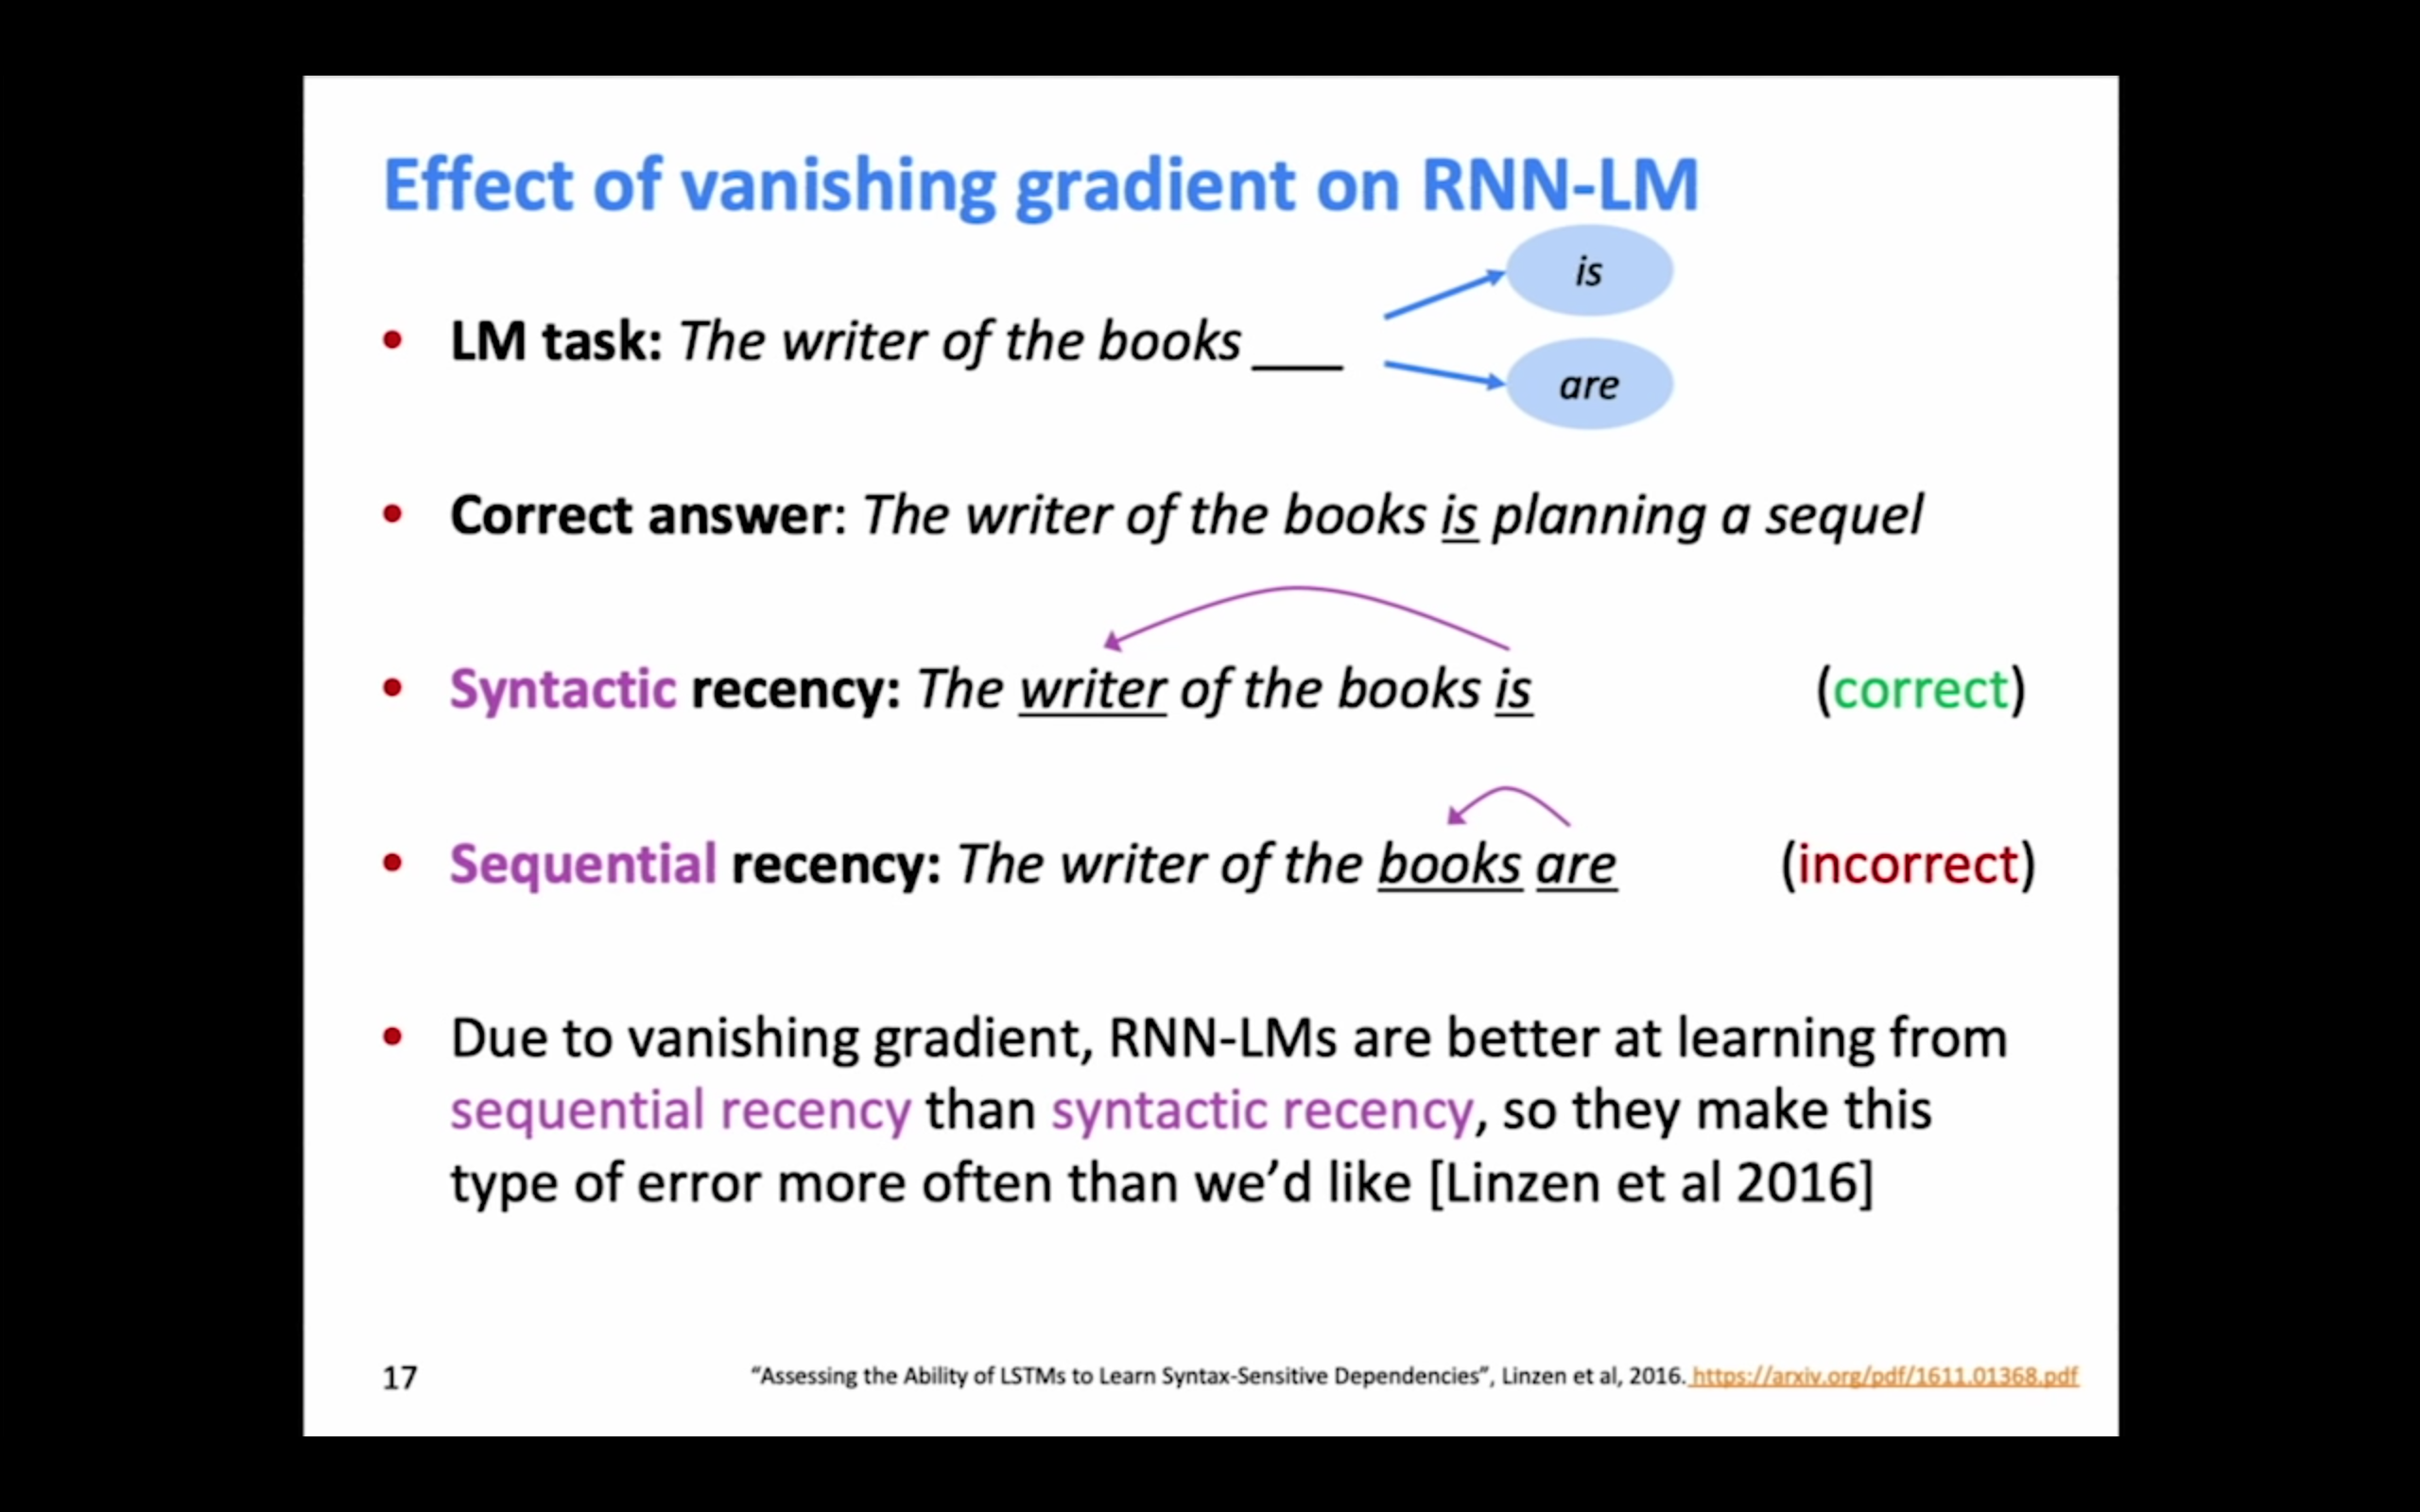 Effect of vanishing gradient on RNN-LM
is
• LM task: The writer of the books ___
are
• Correct answer: The writer of the books is planning a sequel
• Syntactic recency: The writer of the books is (correct)
• Sequential recency: The writer of the books are (incorrect)
• Due to vanishing gradient, RNN-LMs are better at learning from
sequential recency than syntactic recency, so they make this
type of error more often than we’d like [Linzen et al 2016]
17 “Assessing the Ability of LSTMs to Learn Syntax-Sensitive Dependencies”, Linzen et al, 2016. https://arxiv.org/pdf/1611.01368.pdf